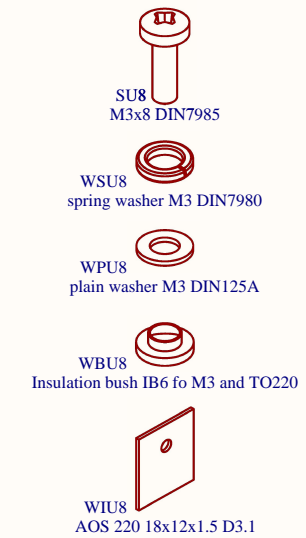 SU8
M3x8 DIN7985
WSU8
spring washer M3 DIN7980
WPU8
plain washer M3 DIN125A
WBU8
Insulation bush IB6 fo M3 and TO220
WIU8
AOS 220 18x12x1.5 D3.1